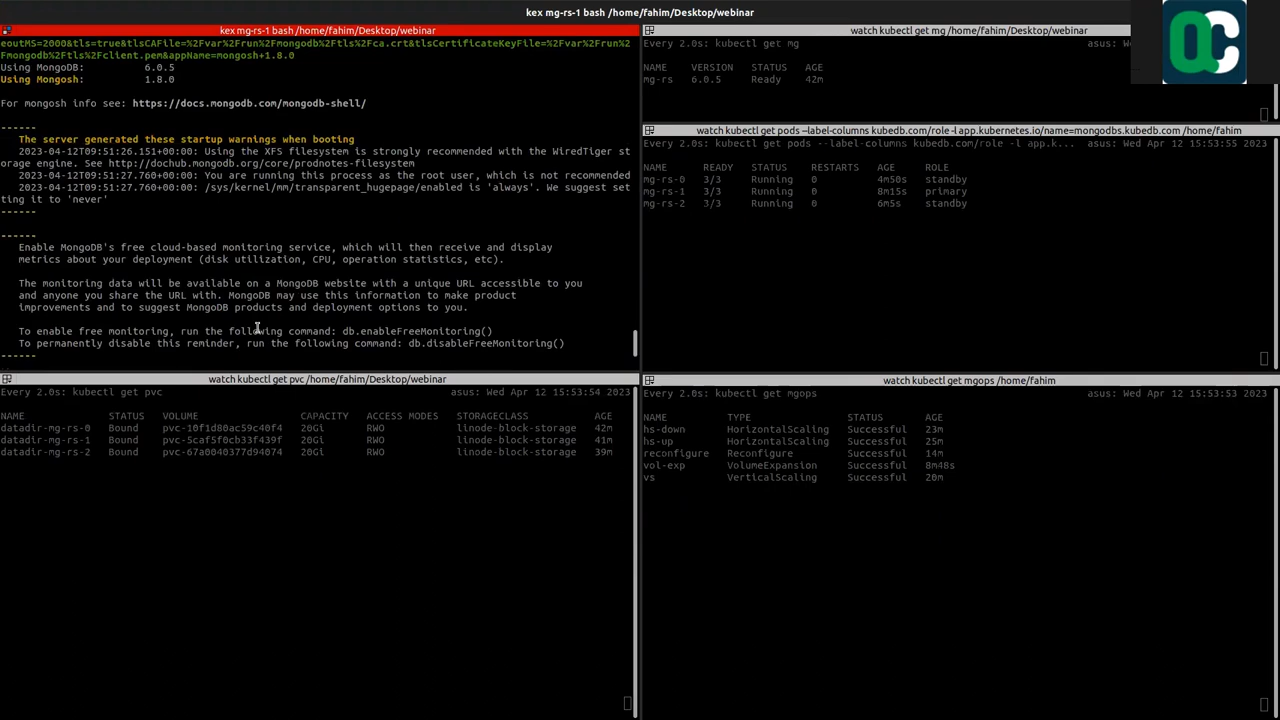 kex mg-rs-1 bash /home/fahim/Desktop/webinar
kex mg-rs-1 bash /home/fahim/Desktop/webinar
eoutMS=2000&tls=true&tlsCAFile=%2Fvar%2Frun%2Fmongodb%2Ftls%2Fca.crt&tlsCertificateKeyFile=%2Fvar%2Frun%2
Fmongodb%2Ftls%2Fclient.pem&appName=mongosh+1.8.0
Using MongoDB: 6.0.5
Using Mongosh: 1.8.0
For mongosh info see: https://docs.mongodb.com/mongodb-shell/
------
The server generated these startup warnings when booting
2023-04-12T09:51:26.151+00:00: Using the XFS filesystem is strongly recommended with the WiredTiger st
orage engine. See http://dochub.mongodb.org/core/prodnotes-filesystem
2023-04-12T09:51:27.760+00:00: You are running this process as the root user, which is not recommended
2023-04-12T09:51:27.760+00:00: /sys/kernel/mm/transparent_hugepage/enabled is 'always'. We suggest set
ting it to 'never'
------
------
Enable MongoDB's free cloud-based monitoring service, which will then receive and display
metrics about your deployment (disk utilization, CPU, operation statistics, etc).
The monitoring data will be available on a MongoDB website with a unique URL accessible to you
and anyone you share the URL with. MongoDB may use this information to make product
improvements and to suggest MongoDB products and deployment options to you.
To enable free monitoring, run the following command: db.enableFreeMonitoring()
To permanently disable this reminder, run the following command: db.disableFreeMonitoring()
------
watch kubectl get mg /home/fahim/Desktop/webinar
Every 2.0s: kubectl get mg asus: We
NAME VERSION STATUS AGE
mg-rs 6.0.5 Ready 42m
watch kubectl get pods --label-columns kubedb.com/role -l app.kubernetes.io/name=mongodbs.kubedb.com /home/fahim
Every 2.0s: kubectl get pods --label-columns kubedb.com/role -l app.k... asus: Wed Apr 12 15:53:55 2023
NAME READY STATUS RESTARTS AGE ROLE
mg-rs-0 3/3 Running 0 4m50s standby
mg-rs-1 3/3 Running 0 8m15s primary
mg-rs-2 3/3 Running 0 6m5s standby
watch kubectl get pvc /home/fahim/Desktop/webinar
Every 2.0s: kubectl get pvc asus: Wed Apr 12 15:53:54 2023
NAME STATUS VOLUME CAPACITY ACCESS MODES STORAGECLASS AGE
datadir-mg-rs-0 Bound pvc-10f1d80ac59c40f4 20Gi RWO linode-block-storage 42m
datadir-mg-rs-1 Bound pvc-5caf5f0cb33f439f 20Gi RWO linode-block-storage 41m
datadir-mg-rs-2 Bound pvc-67a0040377d94074 20Gi RWO linode-block-storage 39m
watch kubectl get mgops /home/fahim
Every 2.0s: kubectl get mgops asus: Wed Apr 12 15:53:53 2023
NAME TYPE STATUS AGE
hs-down HorizontalScaling Successful 23m
hs-up HorizontalScaling Successful 25m
reconfigure Reconfigure Successful 14m
vol-exp VolumeExpansion Successful 8m48s
vs VerticalScaling Successful 20m